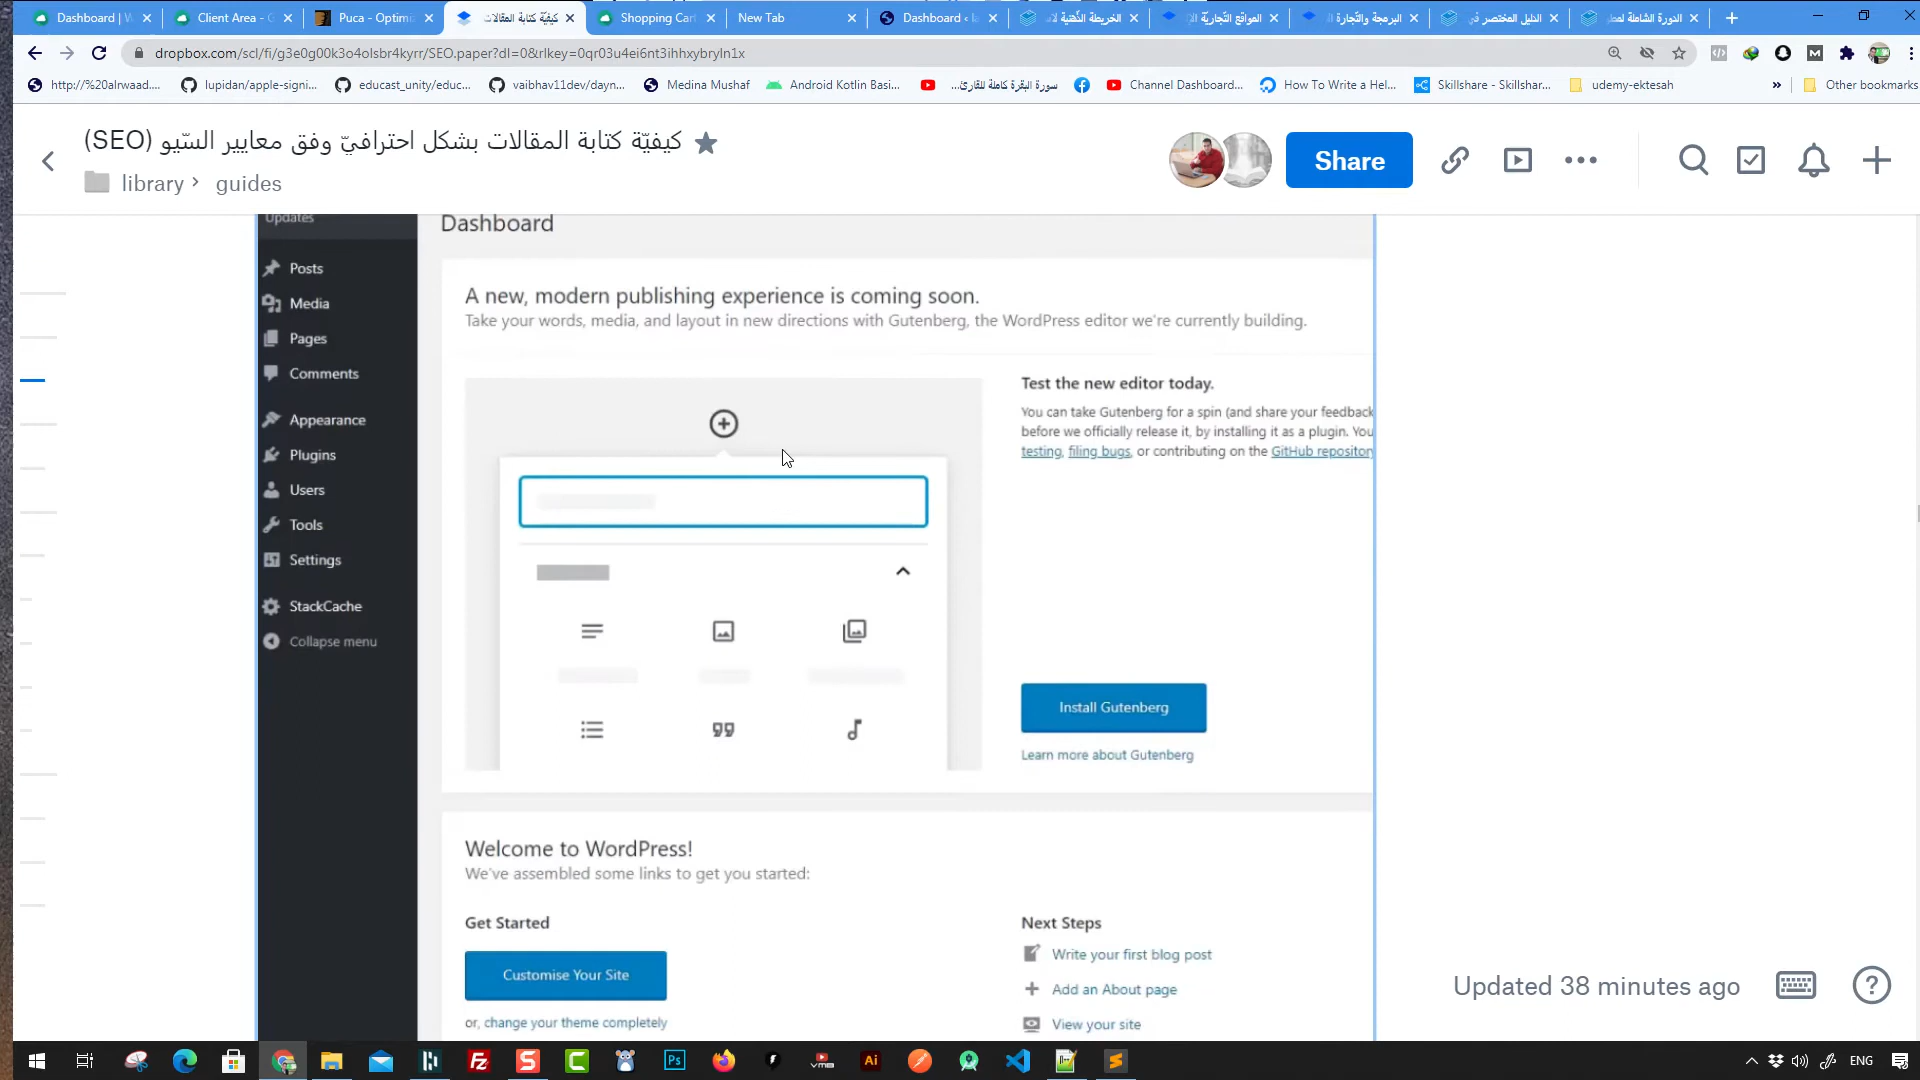 Dashboard | W
Client Area - G
Puca - Optimi
كيفيّة كتابة المقالات
Shopping Cart
New Tab
Dashboard ‹
الخريطة الذّهنية
المواقع التّجاريّة
البرمجة والتّجارة
الدليل المختصر في
الدورة الشاملة
dropbox.com/scl/fi/g3e0g00k3o4olsbr4kyrr/SEO.paper?dl=0&rlkey=0qr03u4ei6nt3ihhxybryln1x
http://%20alrwaad....
lupidan/apple-signi...
educast_unity/educ...
vaibhav11dev/dayn...
Medina Mushaf
Android Kotlin Basi...
سورة البقرة كاملة للقارئ...
Channel Dashboard...
How To Write a Hel...
Skillshare - Skillshar...
udemy-ektesah
»
Other bookmarks
كيفيّة كتابة المقالات بشكل احترافيّ وفق معايير السّيو (SEO)
library › guides
Share
Updates
Dashboard
Posts
Media
Pages
Comments
Appearance
Plugins
Users
Tools
Settings
StackCache
Collapse menu
A new, modern publishing experience is coming soon.
Take your words, media, and layout in new directions with Gutenberg, the WordPress editor we're currently building.
Test the new editor today.
You can take Gutenberg for a spin (and share your feedback
before we officially release it, by installing it as a plugin. You
testing, filing bugs, or contributing on the GitHub repositor
Install Gutenberg
Learn more about Gutenberg
Welcome to WordPress!
We've assembled some links to get you started:
Get Started
Customise Your Site
or, change your theme completely
Next Steps
Write your first blog post
Add an About page
View your site
Updated 38 minutes ago
ENG